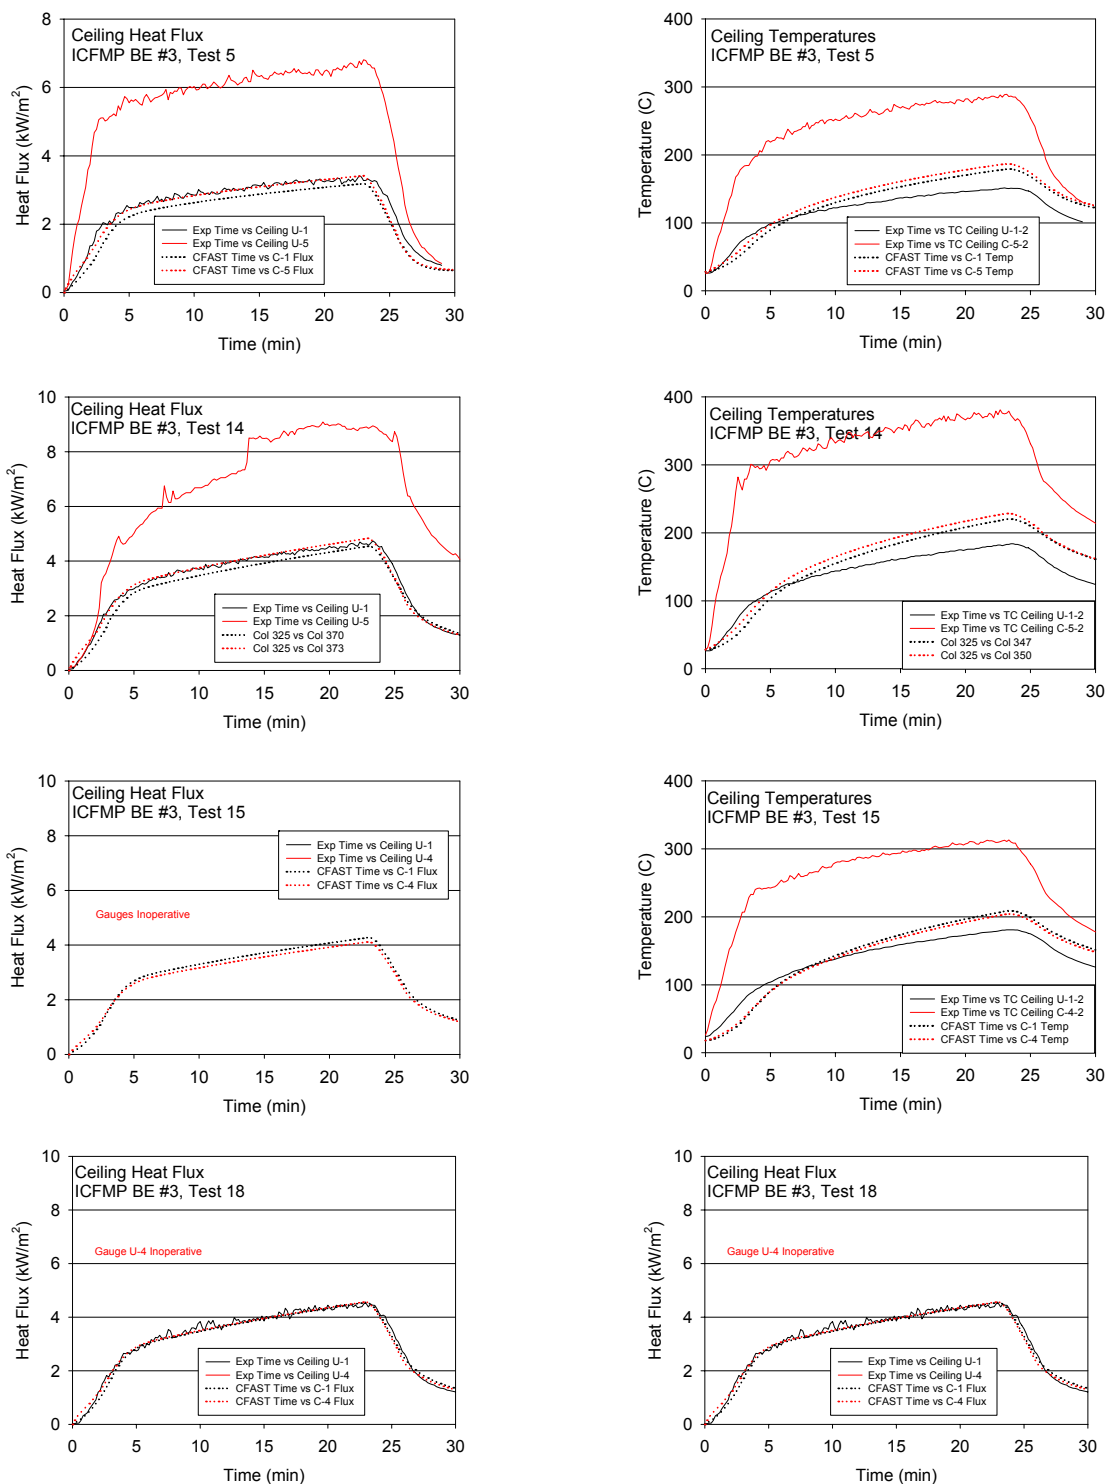 Ceiling Heat Flux
ICFMP BE #3, Test 5
Heat Flux (kW/m²)
8
6
4
2
0
Exp Time vs Ceiling U-1
Exp Time vs Ceiling U-5
CFAST Time vs C-1 Flux
CFAST Time vs C-5 Flux
0 5 10 15 20 25 30
Time (min)
Ceiling Temperatures
ICFMP BE #3, Test 5
Temperature (C)
400
300
200
100
0
Exp Time vs TC Ceiling U-1-2
Exp Time vs TC Ceiling C-5-2
CFAST Time vs C-1 Temp
CFAST Time vs C-5 Temp
0 5 10 15 20 25 30
Time (min)
Ceiling Heat Flux
ICFMP BE #3, Test 14
Heat Flux (kW/m²)
10
8
6
4
2
0
Exp Time vs Ceiling U-1
Exp Time vs Ceiling U-5
Col 325 vs Col 370
Col 325 vs Col 373
0 5 10 15 20 25 30
Time (min)
Ceiling Temperatures
ICFMP BE #3, Test 14
Temperature (C)
400
300
200
100
0
Exp Time vs TC Ceiling U-1-2
Exp Time vs TC Ceiling C-5-2
Col 325 vs Col 347
Col 325 vs Col 350
0 5 10 15 20 25 30
Time (min)
Ceiling Heat Flux
ICFMP BE #3, Test 15
Heat Flux (kW/m²)
10
8
6
4
2
0
Exp Time vs Ceiling U-1
Exp Time vs Ceiling U-4
CFAST Time vs C-1 Flux
CFAST Time vs C-4 Flux
Gauges Inoperative
0 5 10 15 20 25 30
Time (min)
Ceiling Temperatures
ICFMP BE #3, Test 15
Temperature (C)
400
300
200
100
0
Exp Time vs TC Ceiling U-1-2
Exp Time vs TC Ceiling C-4-2
CFAST Time vs C-1 Temp
CFAST Time vs C-4 Temp
0 5 10 15 20 25 30
Time (min)
Ceiling Heat Flux
ICFMP BE #3, Test 18
Heat Flux (kW/m²)
10
8
6
4
2
0
Gauge U-4 Inoperative
Exp Time vs Ceiling U-1
Exp Time vs Ceiling U-4
CFAST Time vs C-1 Flux
CFAST Time vs C-4 Flux
0 5 10 15 20 25 30
Time (min)
Ceiling Heat Flux
ICFMP BE #3, Test 18
Heat Flux (kW/m²)
10
8
6
4
2
0
Gauge U-4 Inoperative
Exp Time vs Ceiling U-1
Exp Time vs Ceiling U-4
CFAST Time vs C-1 Flux
CFAST Time vs C-4 Flux
0 5 10 15 20 25 30
Time (min)